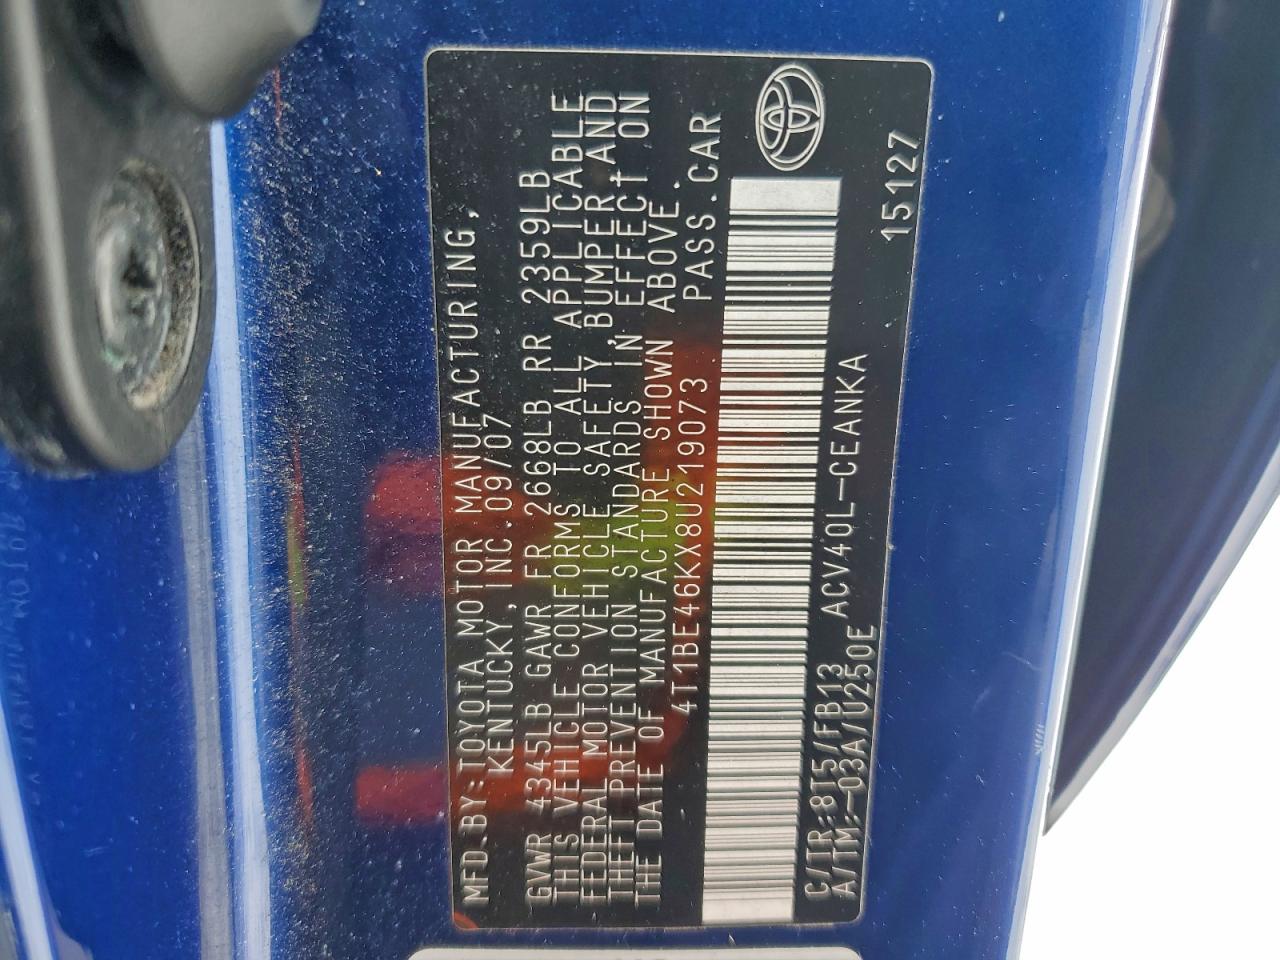 MFD.BY:TOYOTA MOTOR MANUFACTURING,
KENTUCKY, INC.09/07
GVWR 4345LB GAWR FR 2668LB RR 2359LB
THIS VEHICLE CONFORMS TO ALL APPLICABLE
FEDERAL MOTOR VEHICLE SAFETY, BUMPER,AND
THEFT PREVENTION STANDARDS IN EFFECT ON
THE DATE OF MANUFACTURE SHOWN ABOVE.
4T1BE46KX8U219073 PASS.CAR
C/TR:8T5/FB13 ACV40L-CEANKA
A/TM:-03A/U250E
15127